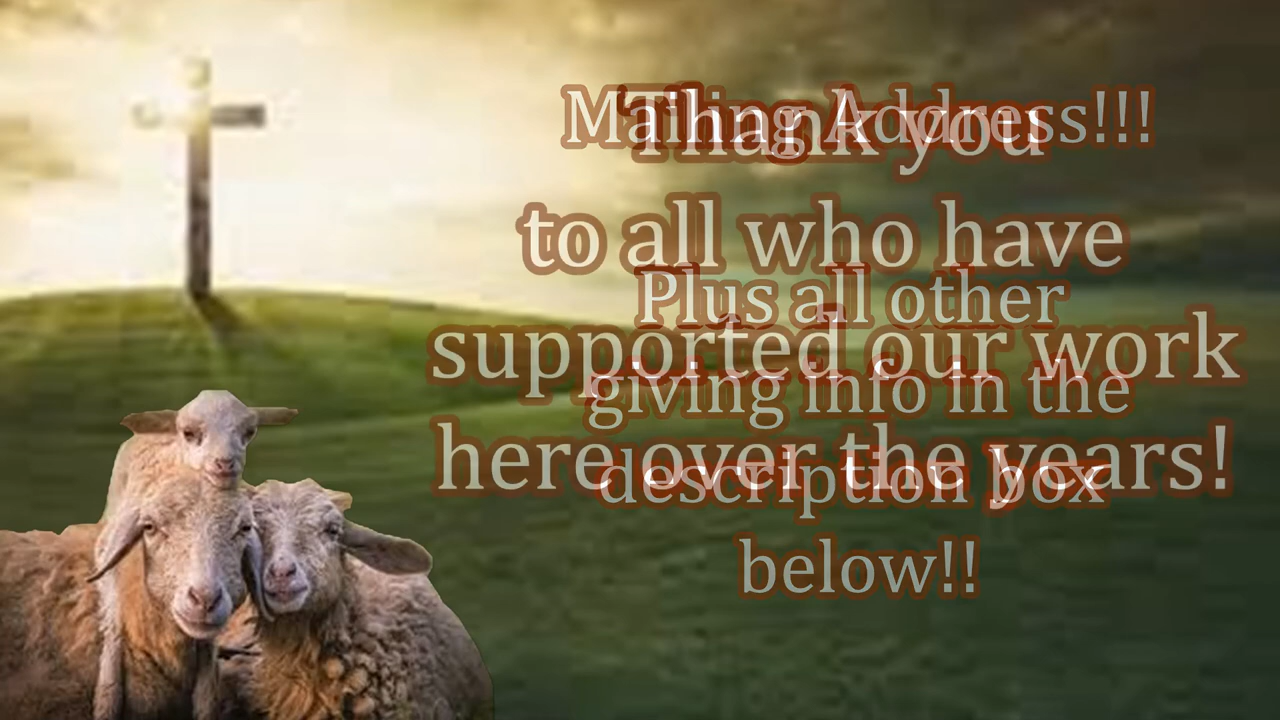 Mailing Address!!!
Thank you
to all who have
Plus all other
supported our work
giving info in the
here over the years!
description box
below!!